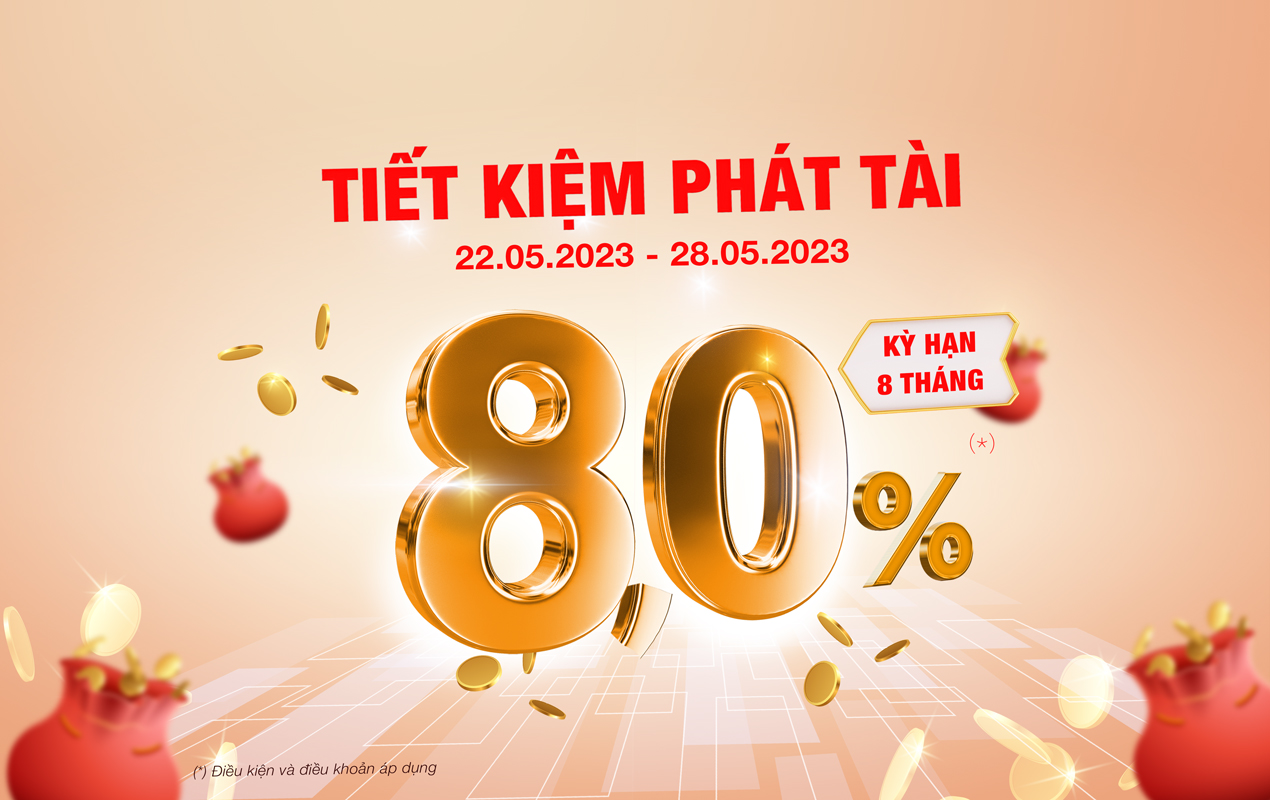 TIẾT KIỆM PHÁT TÀI
22.05.2023 - 28.05.2023
KỲ HẠN
8 THÁNG
(*)
8,0%
(*) Điều kiện và điều khoản áp dụng